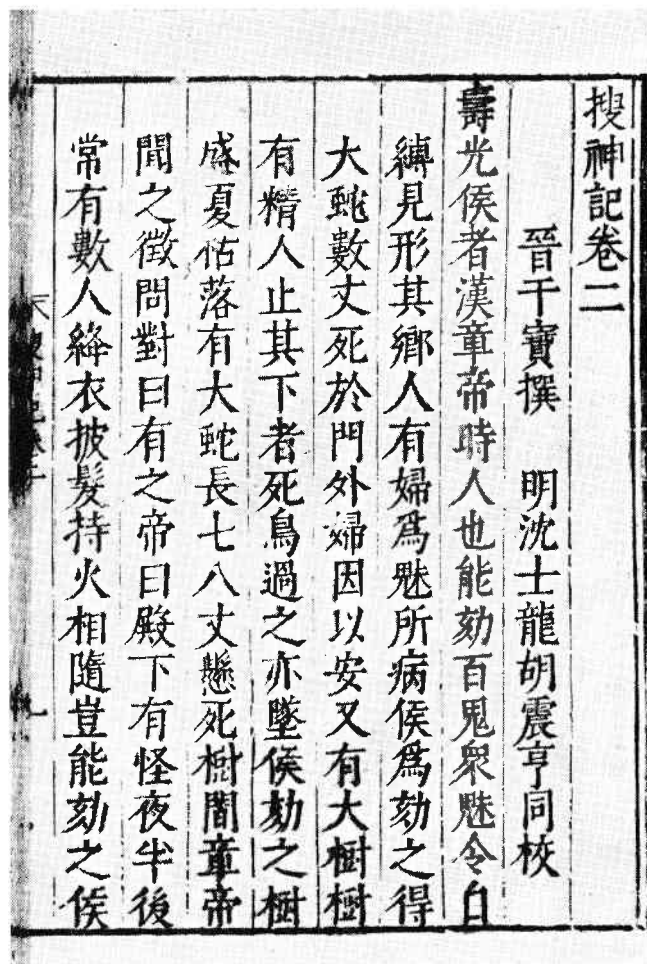 搜神記卷二
晉干寶撰　明沈士龍胡震亨同校
壽光侯者漢章帝時人也能劾百鬼衆魅令自
縛見形其鄉人有婦爲魅所病侯爲劾之得
大蛇數丈死於門外婦因以安又有大樹樹
有精人止其下者死鳥過之亦墜侯劾之樹
盛夏枯落有大蛇長七八丈懸死樹間章帝
聞之徵問對曰有之帝曰殿下有怪夜半後
常有數人絳衣披髮持火相隨豈能劾之侯